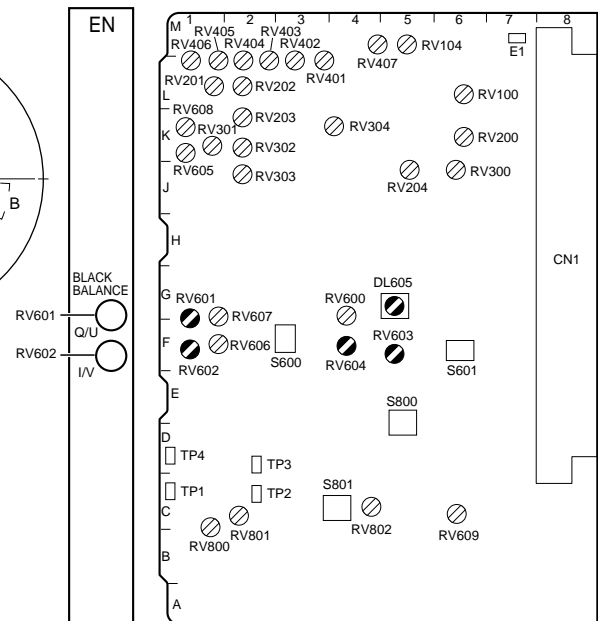 EN
M 1 2 3 4 5 6 7 8
RV405 RV403
RV406 RV404 RV402
RV407
RV104
E1
RV401
RV201
L
RV202
RV100
RV608
RV203
K
RV301
RV304
RV200
RV302
RV605
RV303
RV204
RV300
J
B
H
CN1
BLACK
BALANCE
DL605
G
RV601
RV607
RV600
RV601
Q/U
RV603
F
RV606
RV602
I/V
RV602
S600
RV604
S601
E
S800
D
TP4
TP3
TP1
TP2
S801
C
RV802
RV609
RV801
RV800
B
A